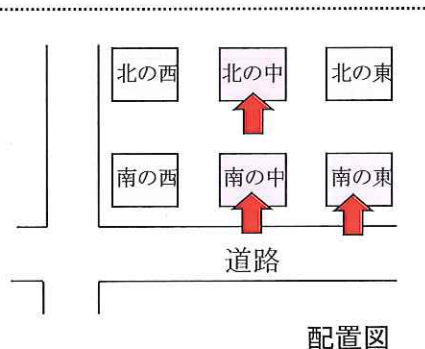 北の西 北の中 北の東
南の西 南の中 南の東
道路
配置図